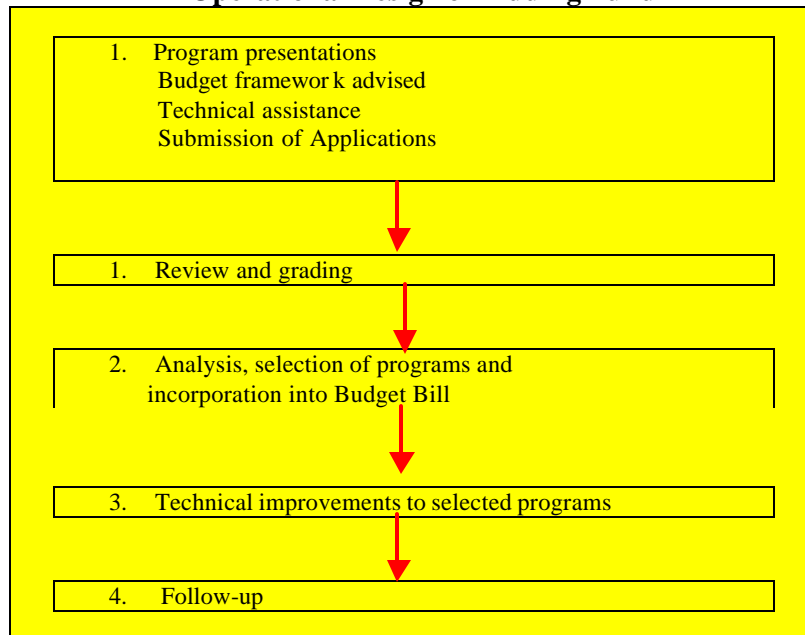 1. Program presentations
Budget framewor k advised
Technical assistance
Submission of Applications
1. Review and grading
2. Analysis, selection of programs and
incorporation into Budget Bill
3. Technical improvements to selected programs
4. Follow-up